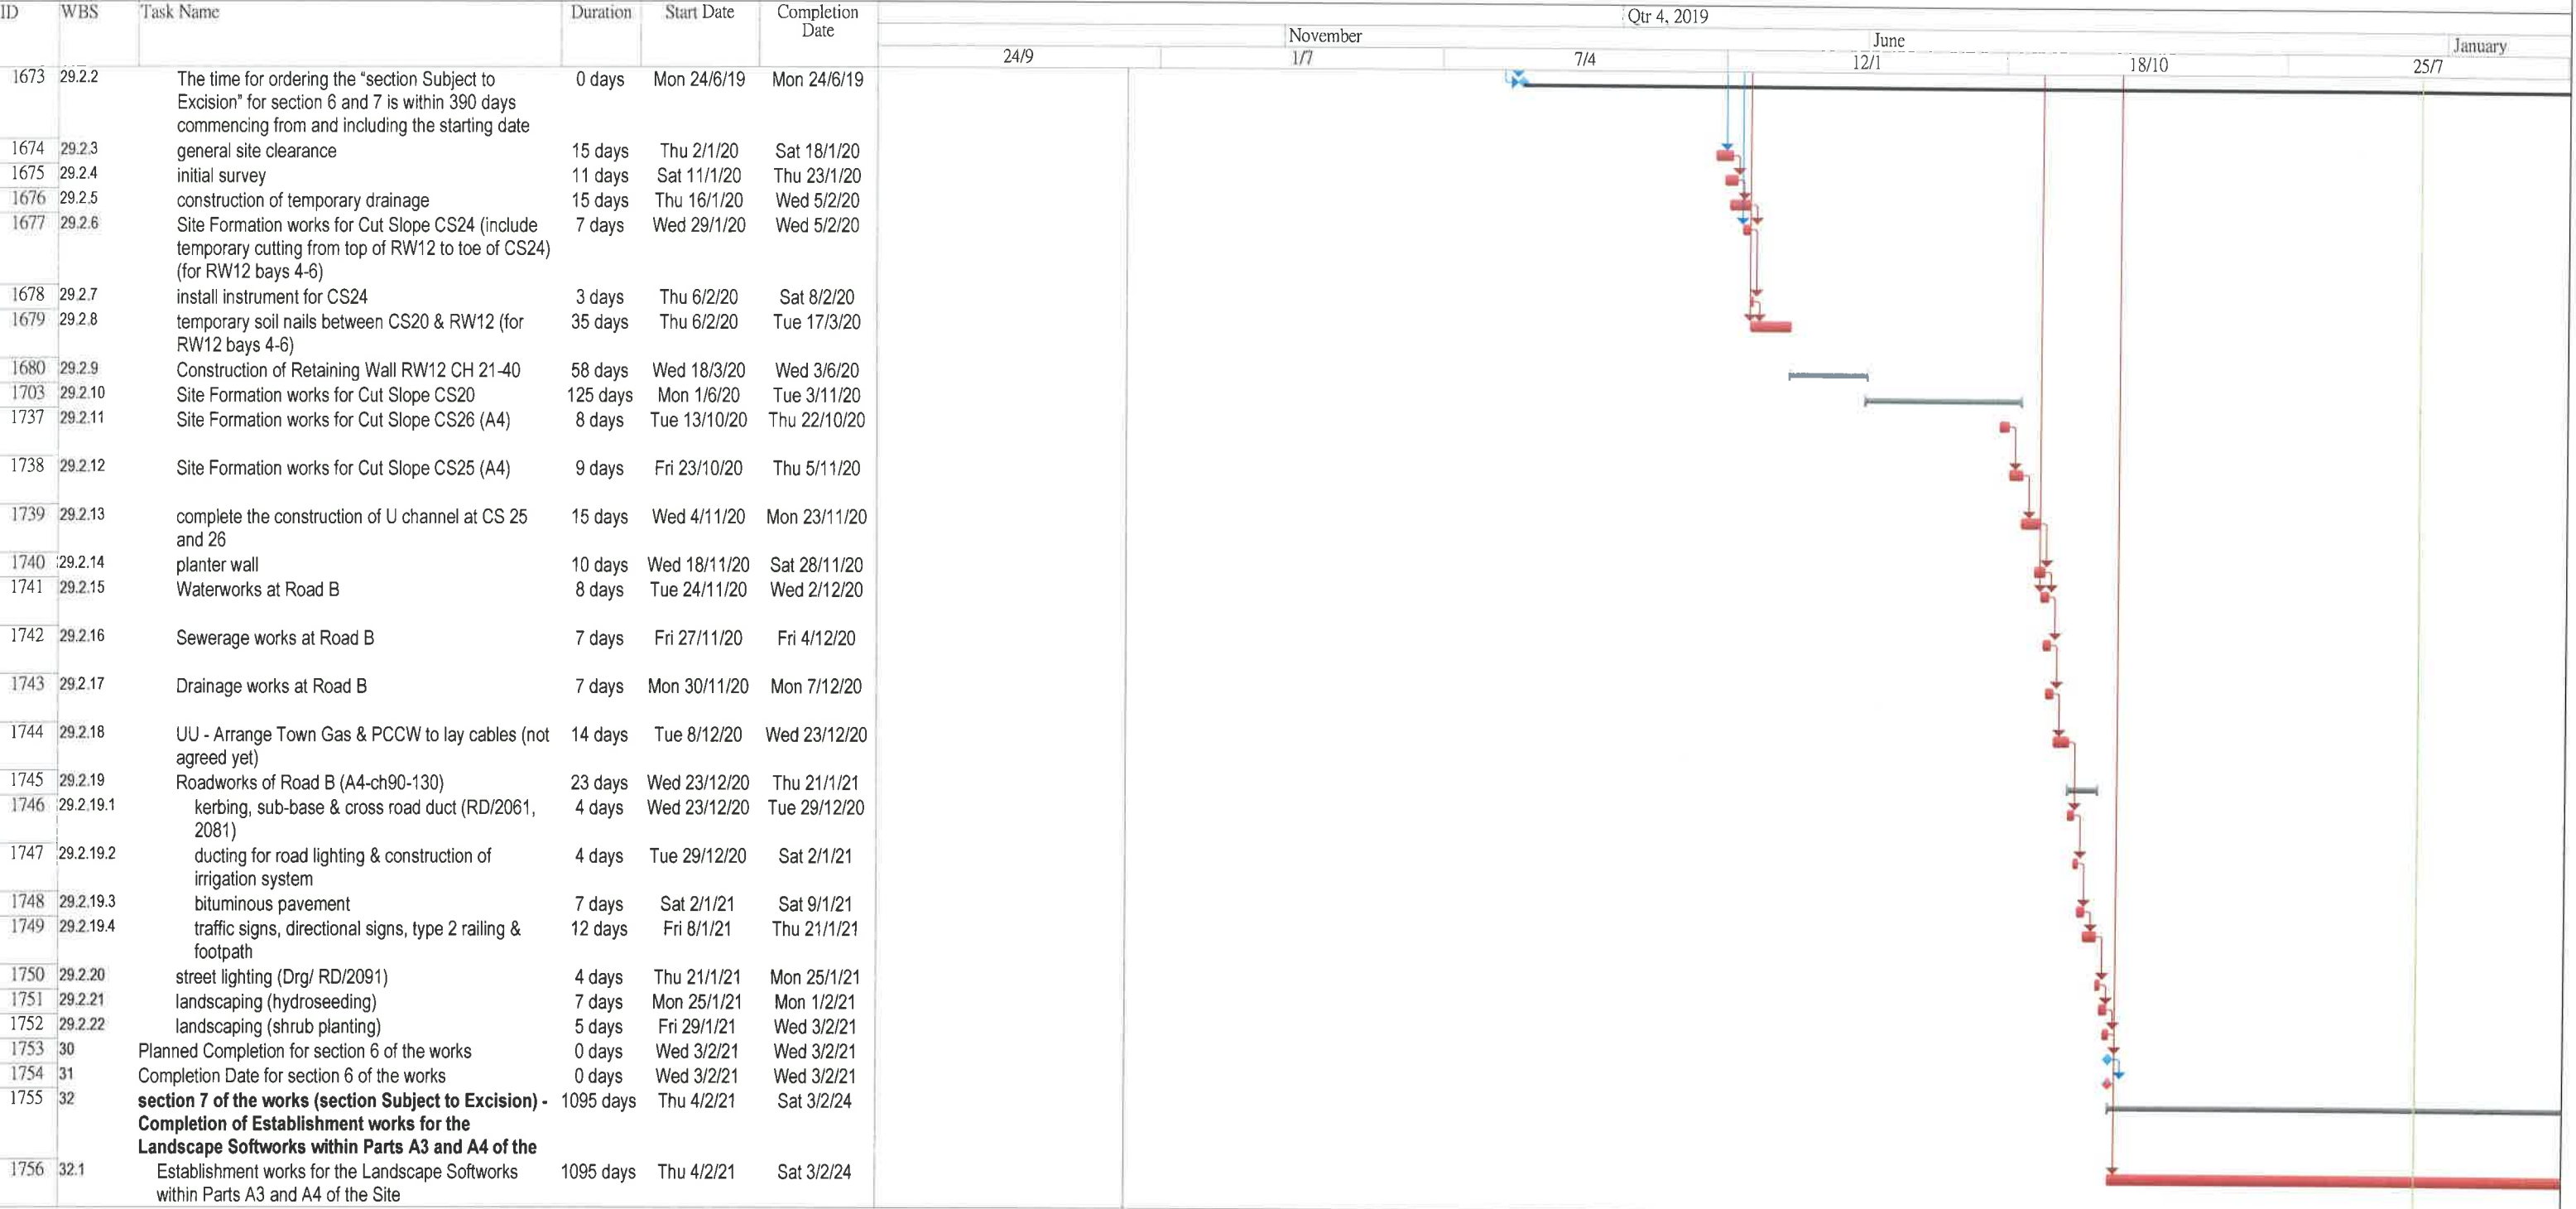 ID WBS Task Name Duration Start Date Completion Date
Qtr 4, 2019
November June January
24/9 1/7 7/4 12/1 18/10 25/7
1673 29.2.2 The time for ordering the "section Subject to 0 days Mon 24/6/19 Mon 24/6/19
Excision" for section 6 and 7 is within 390 days
commencing from and including the starting date
1674 29.2.3 general site clearance 15 days Thu 2/1/20 Sat 18/1/20
1675 29.2.4 initial survey 11 days Sat 11/1/20 Thu 23/1/20
1676 29.2.5 construction of temporary drainage 15 days Thu 16/1/20 Wed 5/2/20
1677 29.2.6 Site Formation works for Cut Slope CS24 (include 7 days Wed 29/1/20 Wed 5/2/20
temporary cutting from top of RW12 to toe of CS24)
(for RW12 bays 4-6)
1678 29.2.7 install instrument for CS24 3 days Thu 6/2/20 Sat 8/2/20
1679 29.2.8 temporary soil nails between CS20 & RW12 (for 35 days Thu 6/2/20 Tue 17/3/20
RW12 bays 4-6)
1680 29.2.9 Construction of Retaining Wall RW12 CH 21-40 58 days Wed 18/3/20 Wed 3/6/20
1703 29.2.10 Site Formation works for Cut Slope CS20 125 days Mon 1/6/20 Tue 3/11/20
1737 29.2.11 Site Formation works for Cut Slope CS26 (A4) 8 days Tue 13/10/20 Thu 22/10/20
1738 29.2.12 Site Formation works for Cut Slope CS25 (A4) 9 days Fri 23/10/20 Thu 5/11/20
1739 29.2.13 complete the construction of U channel at CS 25 15 days Wed 4/11/20 Mon 23/11/20
and 26
1740 29.2.14 planter wall 10 days Wed 18/11/20 Sat 28/11/20
1741 29.2.15 Waterworks at Road B 8 days Tue 24/11/20 Wed 2/12/20
1742 29.2.16 Sewerage works at Road B 7 days Fri 27/11/20 Fri 4/12/20
1743 29.2.17 Drainage works at Road B 7 days Mon 30/11/20 Mon 7/12/20
1744 29.2.18 UU - Arrange Town Gas & PCCW to lay cables (not 14 days Tue 8/12/20 Wed 23/12/20
agreed yet)
1745 29.2.19 Roadworks of Road B (A4-ch90-130) 23 days Wed 23/12/20 Thu 21/1/21
1746 29.2.19.1 kerbing, sub-base & cross road duct (RD/2061, 4 days Wed 23/12/20 Tue 29/12/20
2081)
1747 29.2.19.2 ducting for road lighting & construction of 4 days Tue 29/12/20 Sat 2/1/21
irrigation system
1748 29.2.19.3 bituminous pavement 7 days Sat 2/1/21 Sat 9/1/21
1749 29.2.19.4 traffic signs, directional signs, type 2 railing & 12 days Fri 8/1/21 Thu 21/1/21
footpath
1750 29.2.20 street lighting (Drg/ RD/2091) 4 days Thu 21/1/21 Mon 25/1/21
1751 29.2.21 landscaping (hydroseeding) 7 days Mon 25/1/21 Mon 1/2/21
1752 29.2.22 landscaping (shrub planting) 5 days Fri 29/1/21 Wed 3/2/21
1753 30 Planned Completion for section 6 of the works 0 days Wed 3/2/21 Wed 3/2/21
1754 31 Completion Date for section 6 of the works 0 days Wed 3/2/21 Wed 3/2/21
1755 32 section 7 of the works (section Subject to Excision) - 1095 days Thu 4/2/21 Sat 3/2/24
Completion of Establishment works for the
Landscape Softworks within Parts A3 and A4 of the
1756 32.1 Establishment works for the Landscape Softworks 1095 days Thu 4/2/21 Sat 3/2/24
within Parts A3 and A4 of the Site